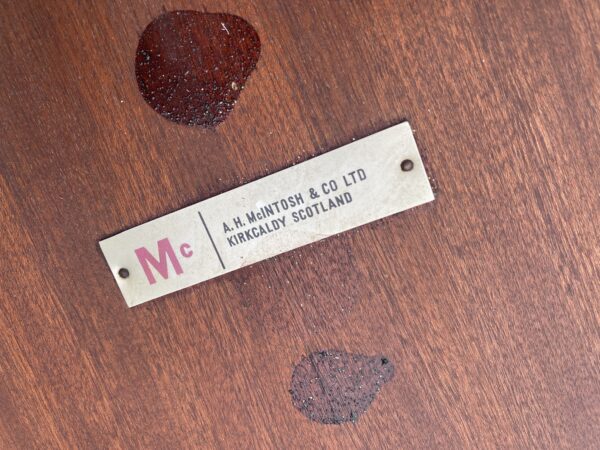 Mc
A.H. McINTOSH & CO LTD
KIRKCALDY SCOTLAND